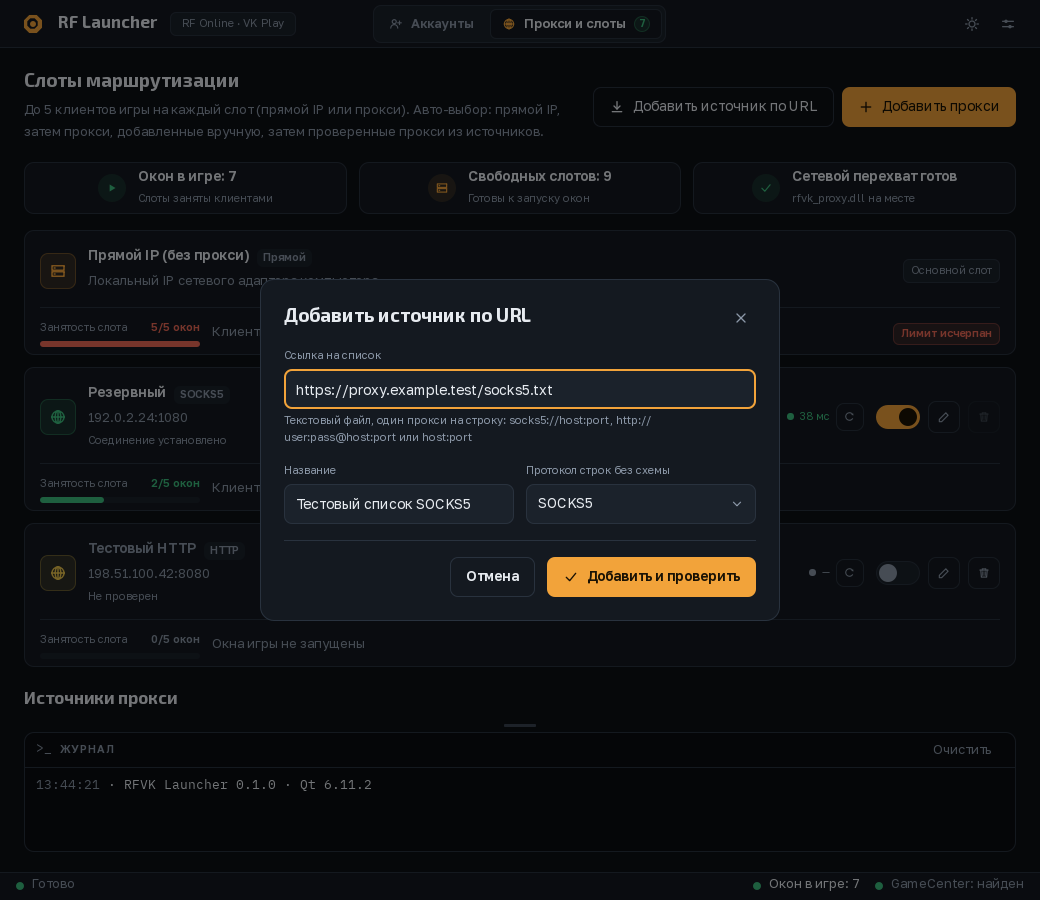 RF Launcher
RF Online · VK Play
Аккаунты
Прокси и слоты
7
Слоты маршрутизации
До 5 клиентов игры на каждый слот (прямой IP или прокси). Авто-выбор: прямой IP,
затем прокси, добавленные вручную, затем проверенные прокси из источников.
Добавить источник по URL
Добавить прокси
Окон в игре: 7
Слоты заняты клиентами
Свободных слотов: 9
Готовы к запуску окон
Сетевой перехват готов
rfvk_proxy.dll на месте
Прямой IP (без прокси)
Прямой
Локальный IP сетевого адаптера компьютера
Основной слот
Занятость слота
5/5 окон
Клиент
Лимит исчерпан
Резервный
SOCKS5
192.0.2.24:1080
Соединение установлено
38 мс
C
Занятость слота
2/5 окон
Клиент
Тестовый HTTP
HTTP
198.51.100.42:8080
Не проверен
–
C
Занятость слота
0/5 окон
Окна игры не запущены
Добавить источник по URL
Ссылка на список
https://proxy.example.test/socks5.txt
Текстовый файл, один прокси на строку: socks5://host:port, http://
user:pass@host:port или host:port
Название
Протокол строк без схемы
Тестовый список SOCKS5
SOCKS5
Отмена
Добавить и проверить
Источники прокси
>_ ЖУРНАЛ
Очистить
13:44:21 · RFVK Launcher 0.1.0 · Qt 6.11.2
Готово
Окон в игре: 7
GameCenter: найден